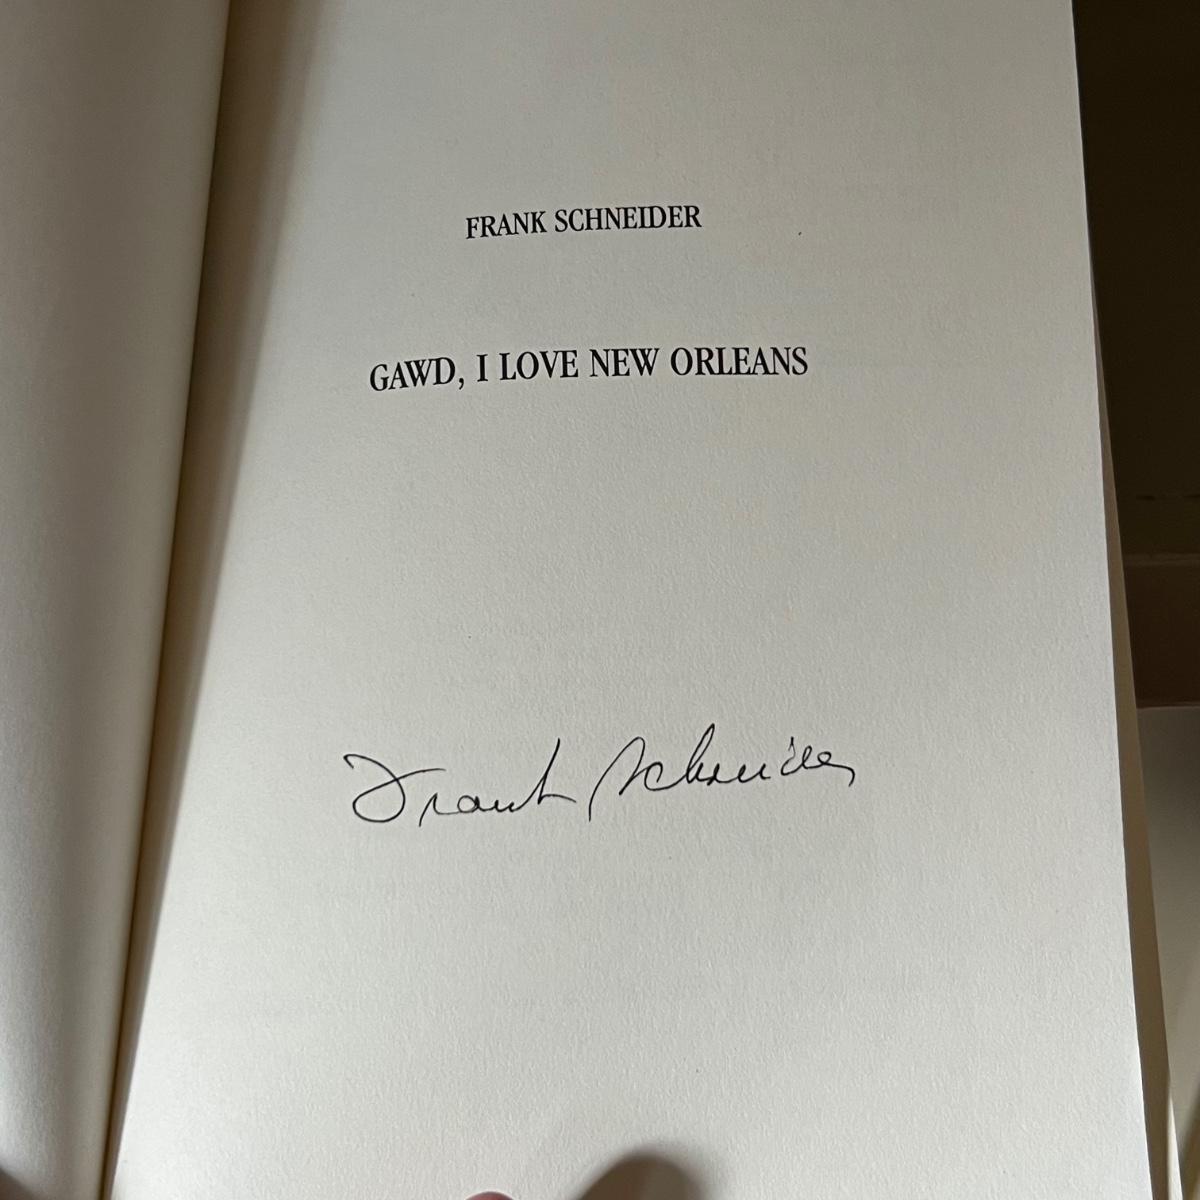 FRANK SCHNEIDER
GAWD, I LOVE NEW ORLEANS
Frank Schneider